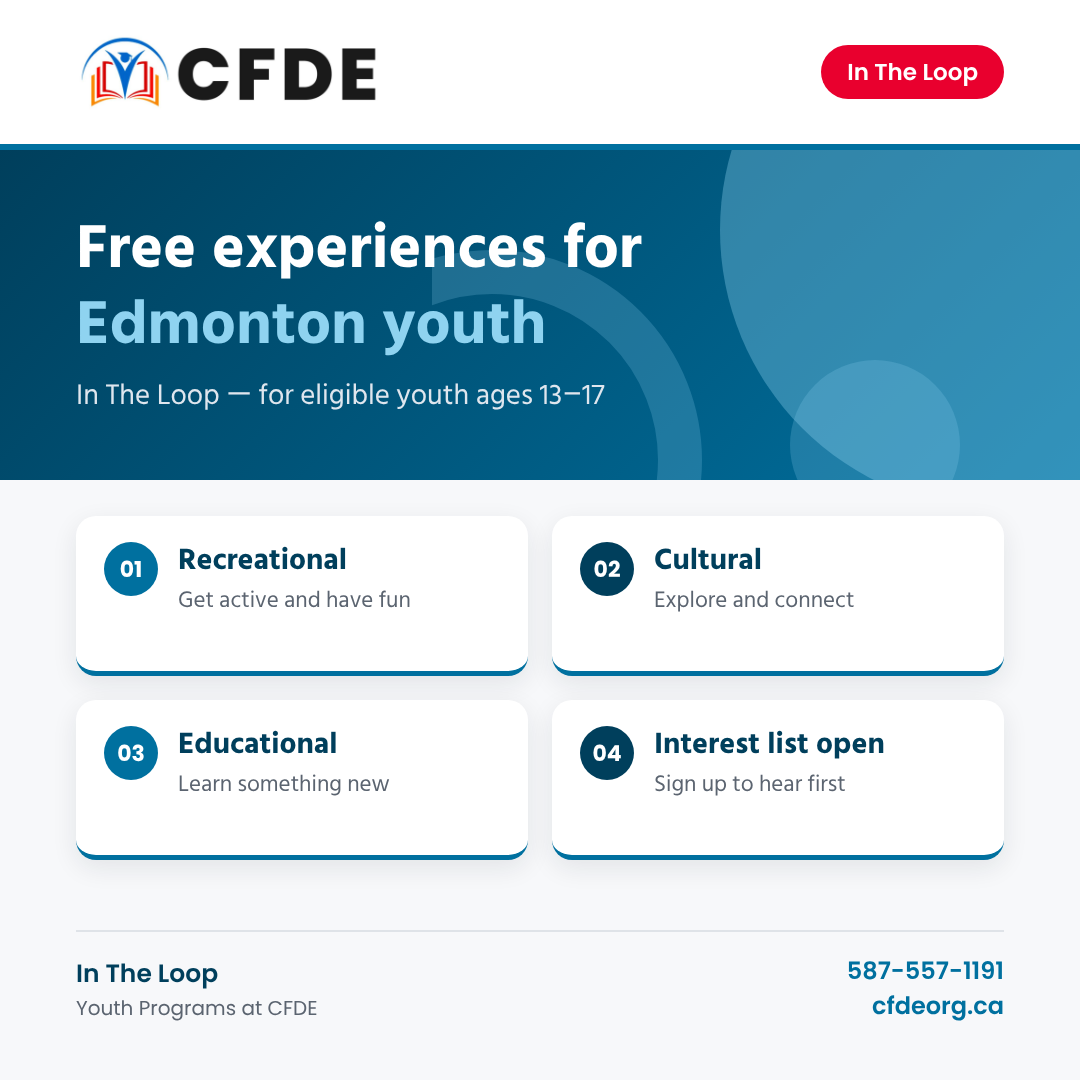 CFDE
In The Loop
Free experiences for
Edmonton youth
In The Loop — for eligible youth ages 13–17
01
Recreational
Get active and have fun
02
Cultural
Explore and connect
03
Educational
Learn something new
04
Interest list open
Sign up to hear first
In The Loop
Youth Programs at CFDE
587-557-1191
cfdeorg.ca